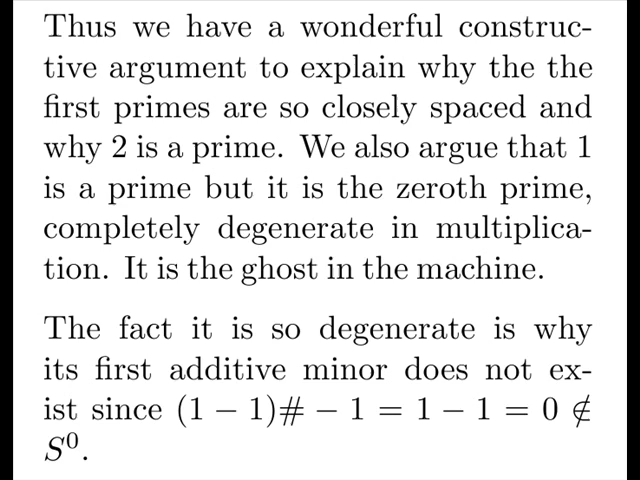 Thus we have a wonderful construc-
tive argument to explain why the the
first primes are so closely spaced and
why 2 is a prime. We also argue that 1
is a prime but it is the zeroth prime,
completely degenerate in multiplica-
tion. It is the ghost in the machine.
The fact it is so degenerate is why
its first additive minor does not ex-
ist since (1 − 1)# − 1 = 1 − 1 = 0 ∉
S⁰.